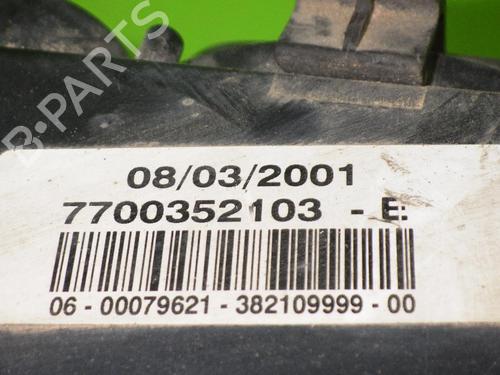 B-PARTS
08/03/2001
7700352103 - E
06 - 00079621 - 382109999 - 00